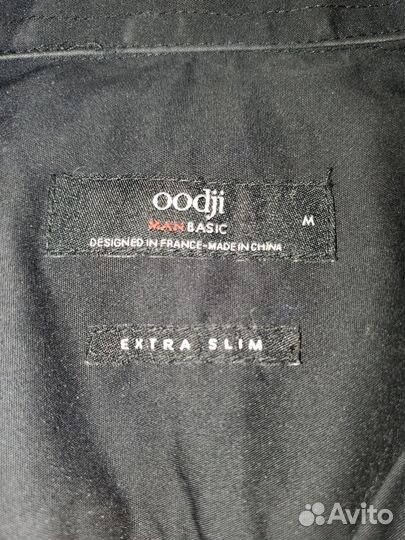 oodji
MAN BASIC
M
DESIGNED IN FRANCE-MADE IN CHINA
EXTRA SLIM
Avito